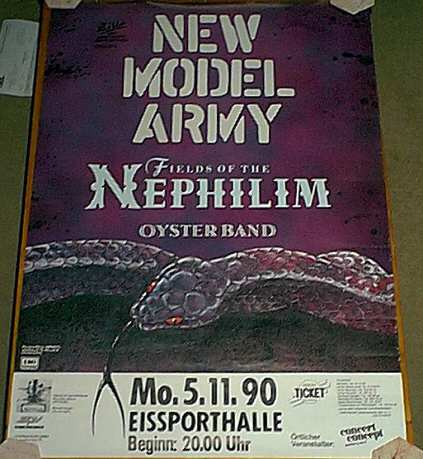 NEW
MODEL
ARMY
FIELDS OF THE
NEPHILIM
OYSTER BAND
EMI
Mo. 5.11.90
EISSPORTHALLE
Beginn: 20.00 Uhr
TICKET
Örtlicher
Veranstalter:
concert
concept